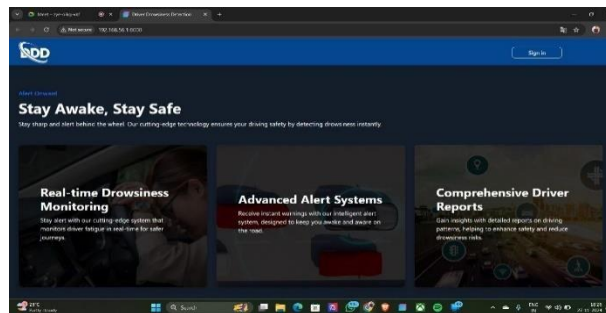 Driver Drowsiness Detection
Not secure
DDD
Sign in
Stay Awake, Stay Safe
Stay sharp and alert behind the wheel. Our cutting-edge technology ensures your driving safety by detecting drowsiness instantly.
Real-time Drowsiness
Monitoring
Stay alert with our cutting-edge system that
monitors driver fatigue in real-time for safer
journeys.
Advanced Alert Systems
Receive instant warnings with our intelligent alert
system, designed to keep you awake and aware on
the road.
Comprehensive Driver
Reports
Gain insights with detailed reports on driving
patterns, helping to enhance safety and reduce
drowsiness risks.
Search
ENG
IN